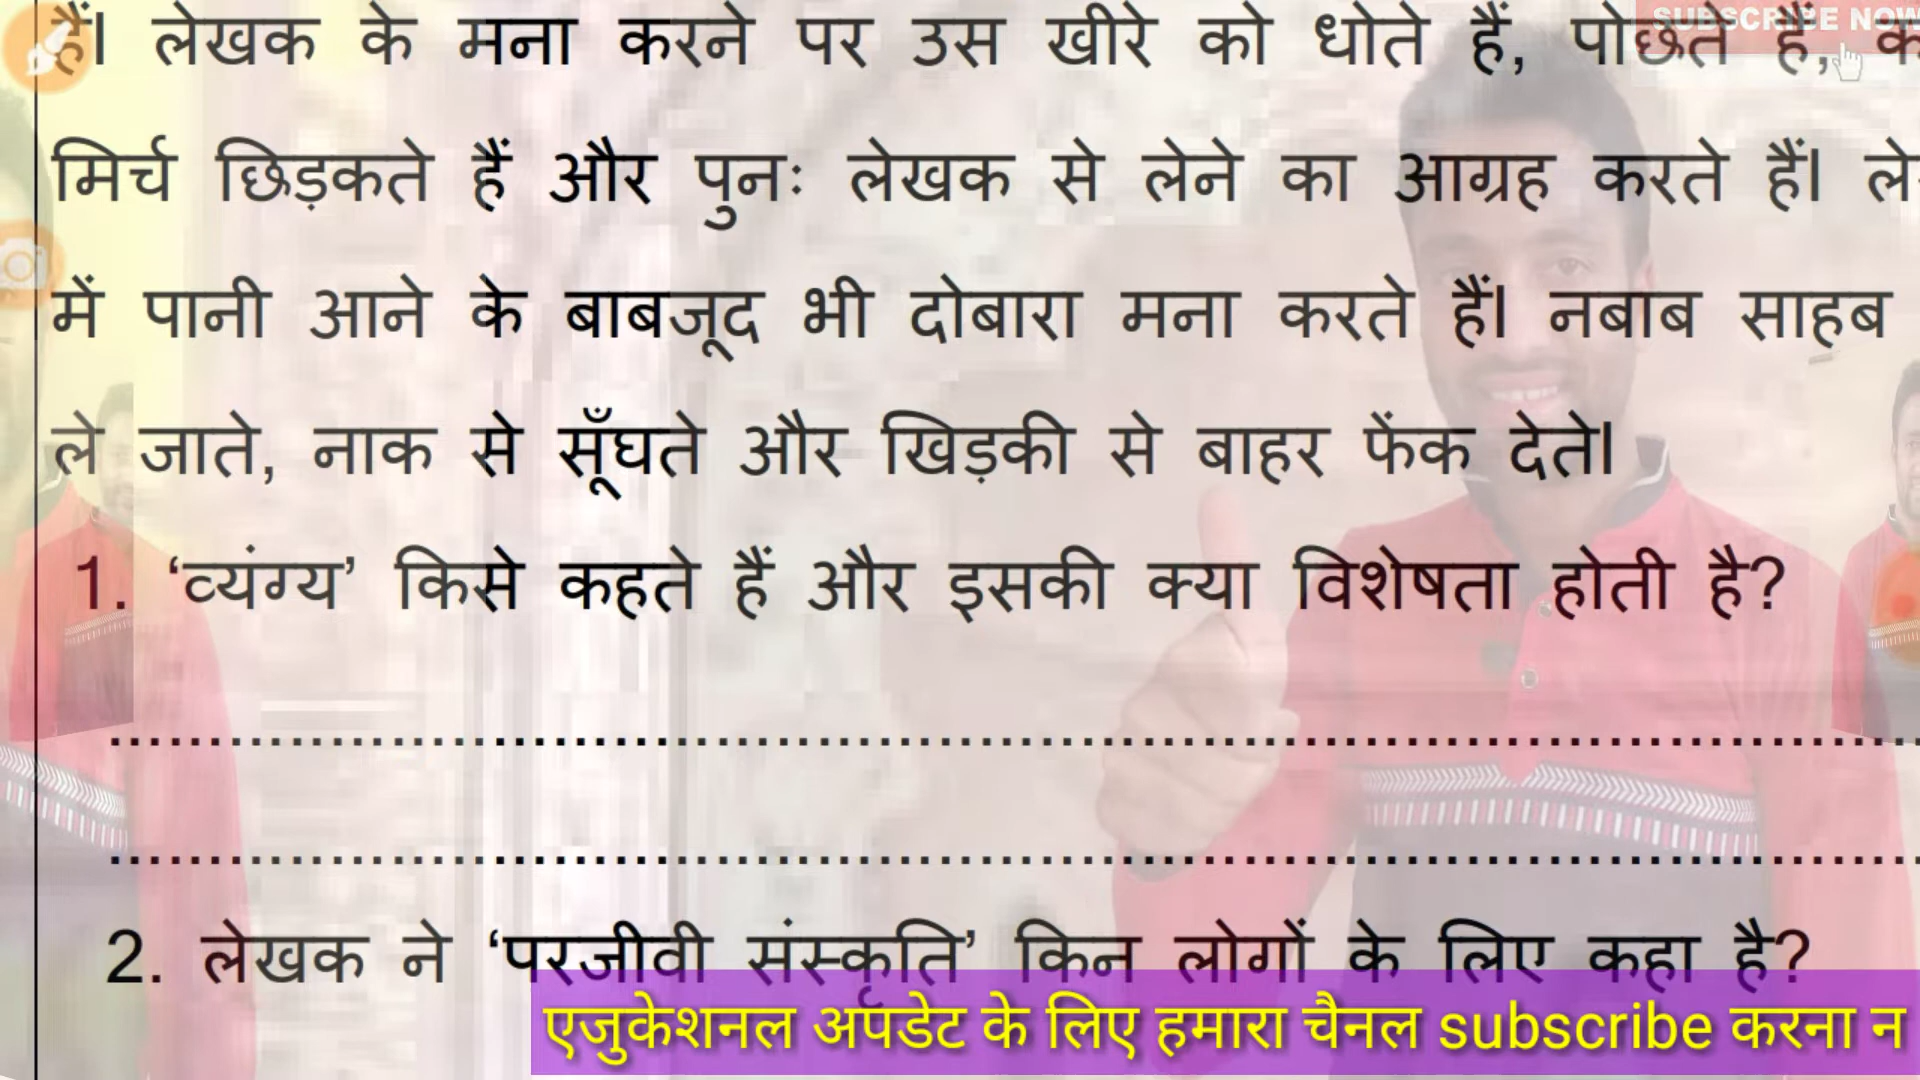 SUBSCRIBE NOW
हैं। लेखक के मना करने पर उस खीरे को धोते हैं, पोछते हैं,
मिर्च छिड़कते हैं और पुनः लेखक से लेने का आग्रह करते हैं।
में पानी आने के बाबजूद भी दोबारा मना करते हैं। नबाब साहब
ले जाते, नाक से सूँघते और खिड़की से बाहर फेंक देते।
1. ‘व्यंग्य’ किसे कहते हैं और इसकी क्या विशेषता होती है?
2. लेखक ने ‘परजीवी संस्कृति’ किन लोगों के लिए कहा है?
एजुकेशनल अपडेट के लिए हमारा चैनल subscribe करना न